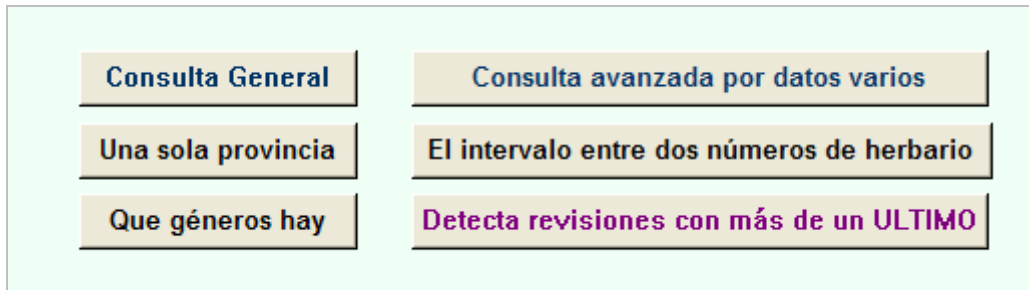 Consulta General
Consulta avanzada por datos varios
Una sola provincia
El intervalo entre dos números de herbario
Que géneros hay
Detecta revisiones con más de un ULTIMO